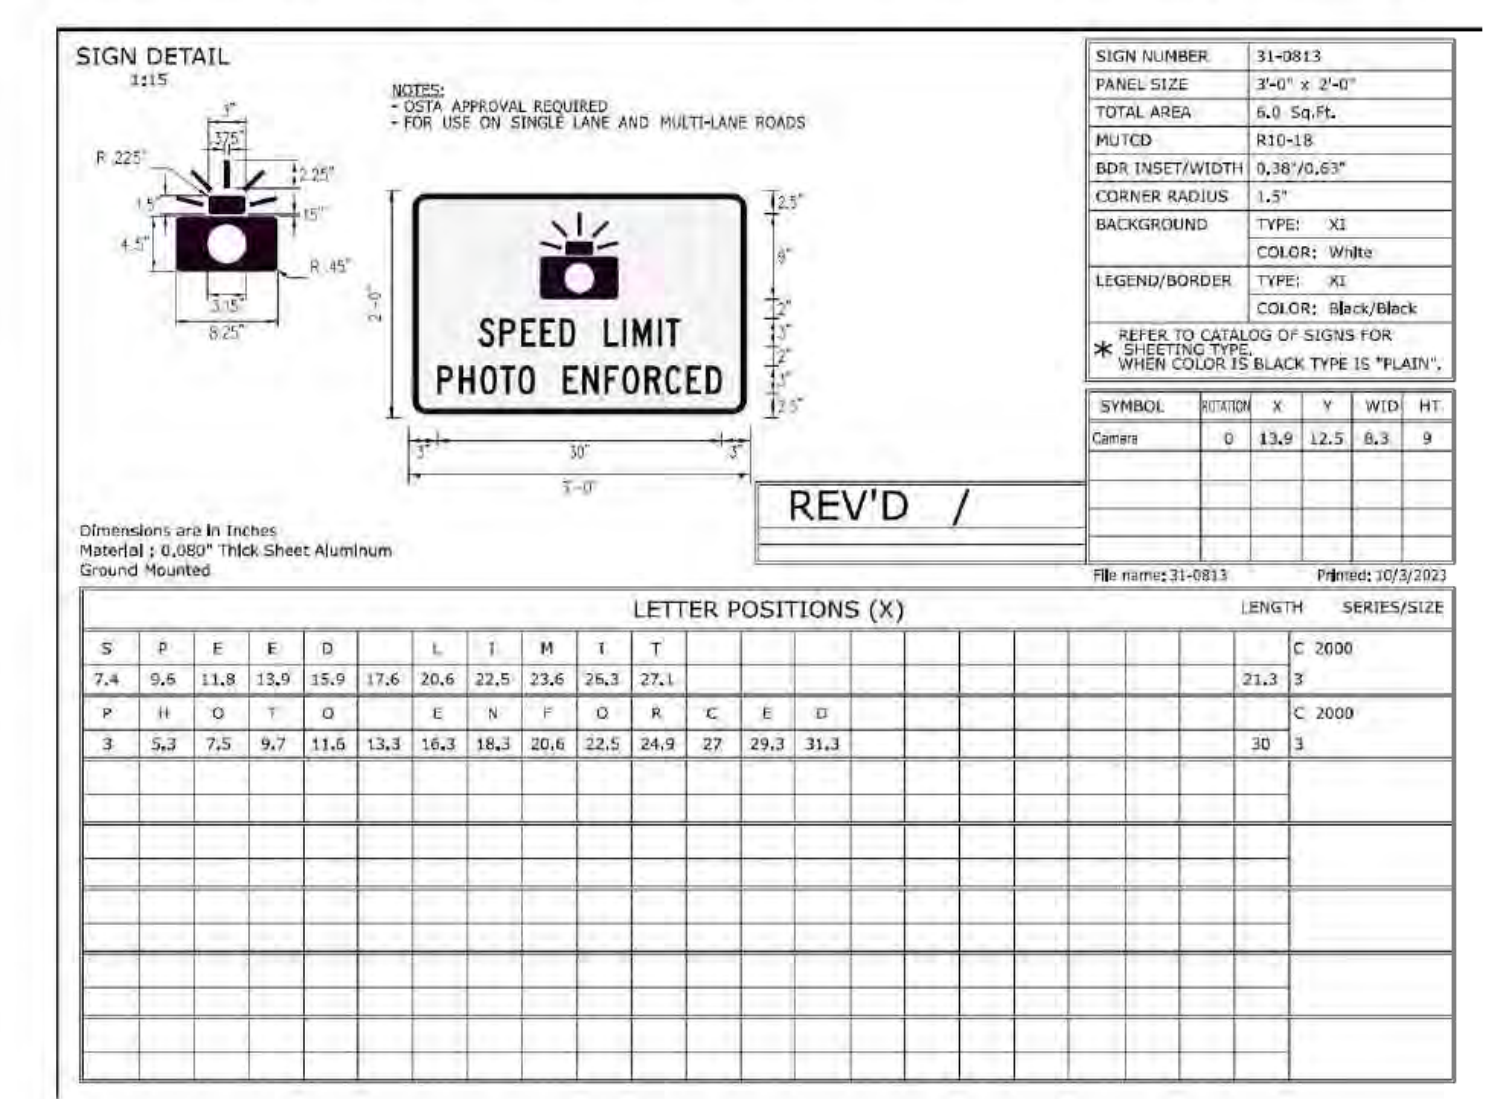 SIGN DETAIL
1:15
NOTES:
- OSTA APPROVAL REQUIRED
- FOR USE ON SINGLE LANE AND MULTI-LANE ROADS
3"
.375"
R .225"
2.25"
1.5"
.15"
4.5"
R .45"
3.15"
8.25"
2'-0"
SPEED LIMIT
PHOTO ENFORCED
2.5"
9"
2"
3"
2"
3"
2.5"
3"
30"
3"
3'-0"
SIGN NUMBER 31-0813
PANEL SIZE 3'-0" x 2'-0"
TOTAL AREA 6.0 Sq.Ft.
MUTCD R10-18
BDR INSET/WIDTH 0.38"/0.63"
CORNER RADIUS 1.5"
BACKGROUND TYPE: XI
COLOR: White
LEGEND/BORDER TYPE: XI
COLOR: Black/Black
* REFER TO CATALOG OF SIGNS FOR
SHEETING TYPE.
WHEN COLOR IS BLACK TYPE IS "PLAIN".
SYMBOL ROTATION X Y WID HT.
Camera 0 13.9 12.5 8.3 9
REV'D /
Dimensions are in Inches
Material : 0.080" Thick Sheet Aluminum
Ground Mounted
File name: 31-0813 Printed: 10/3/2023
LETTER POSITIONS (X) LENGTH SERIES/SIZE
S P E E D L I M I T C 2000
7.4 9.6 11.8 13.9 15.9 17.6 20.6 22.5 23.6 26.3 27.1 21.3 3
P H O T O E N F O R C E D C 2000
3 5.3 7.5 9.7 11.6 13.3 16.3 18.3 20.6 22.5 24.9 27 29.3 31.3 30 3